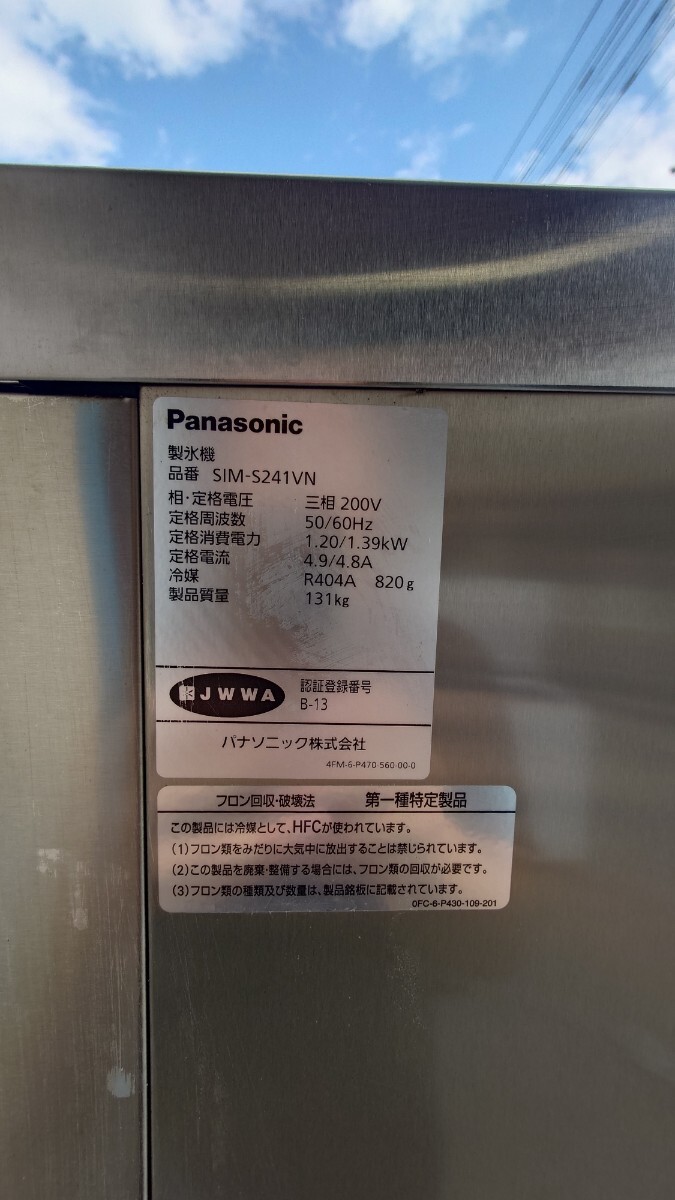 Panasonic
製氷機
品番 SIM-S241VN
相・定格電圧 三相 200V
定格周波数 50/60Hz
定格消費電力 1.20/1.39kW
定格電流 4.9/4.8A
冷媒 R404A 820g
製品質量 131kg
JWWA 認証登録番号
B-13
パナソニック株式会社
4FM-6-P470-560-00-0
フロン回収・破壊法 第一種特定製品
この製品には冷媒として、HFCが使われています。
(1)フロン類をみだりに大気中に放出することは禁じられています。
(2)この製品を廃棄・整備する場合には、フロン類の回収が必要です。
(3)フロン類の種類及び数量は、製品銘板に記載されています。
0FC-6-P430-109-201